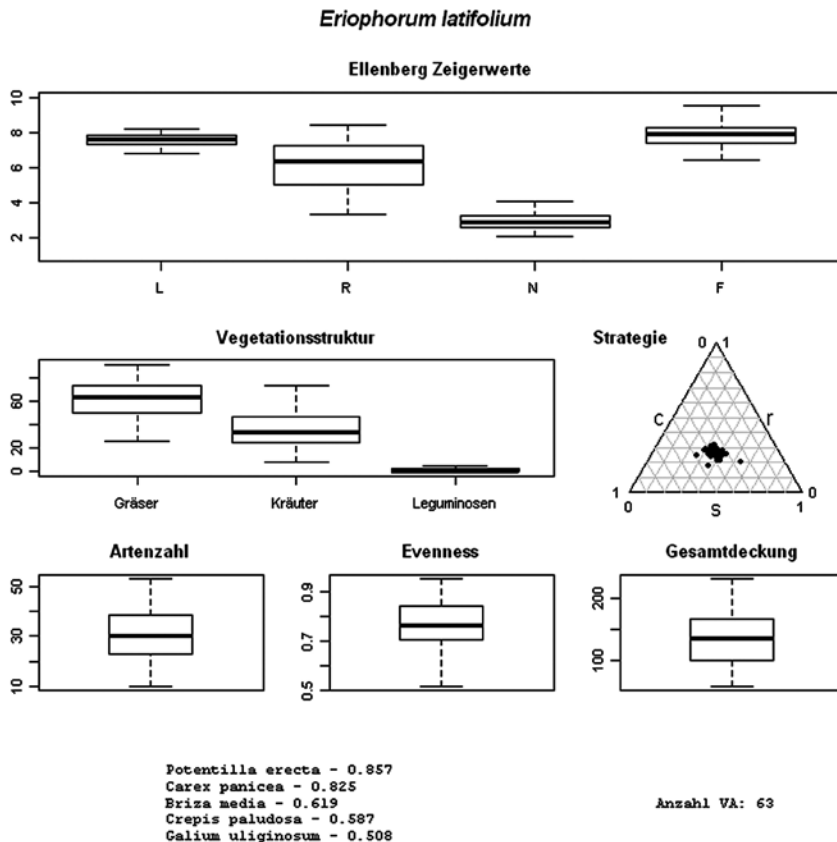 Eriophorum latifolium
Ellenberg Zeigerwerte
10
8
6
4
2
L R N F
Vegetationsstruktur
60
20
0
Gräser Kräuter Leguminosen
Strategie
0 1
c r
1 0
0 s 1
Artenzahl
50
30
10
Evenness
0.9
0.7
0.5
Gesamtdeckung
200
100
Potentilla erecta - 0.857
Carex panicea - 0.825
Briza media - 0.619
Crepis paludosa - 0.587
Galium uliginosum - 0.508
Anzahl VA: 63